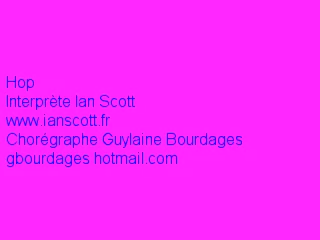 Hop
Interprète Ian Scott
www.ianscott.fr
Chorégraphe Guylaine Bourdages
gbourdages hotmail.com